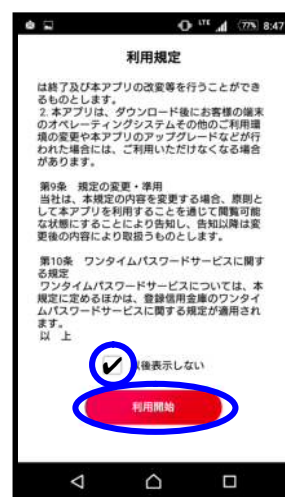 LTE 77% 8:47
利用規定
は終了及び本アプリの改変等を行うことができ
るものとします。
2. 本アプリは、ダウンロード後にお客様の端末
のオペレーティングシステムその他のご利用環
境の変更や本アプリのアップグレードなどが行
われた場合には、ご利用いただけなくなる場合
があります。
第9条　規定の変更・準用
当社は、本規定の内容を変更する場合、原則と
して本アプリを利用することを通じて閲覧可能
な状態にすることにより告知し、告知以降は変
更後の内容により取扱うものとします。
第10条　ワンタイムパスワードサービスに関す
る規定
ワンタイムパスワードサービスについては、本
規定に定めるほかは、登録信用金庫のワンタイ
ムパスワードサービスに関する規定が適用され
ます。
以　上
後表示しない
利用開始